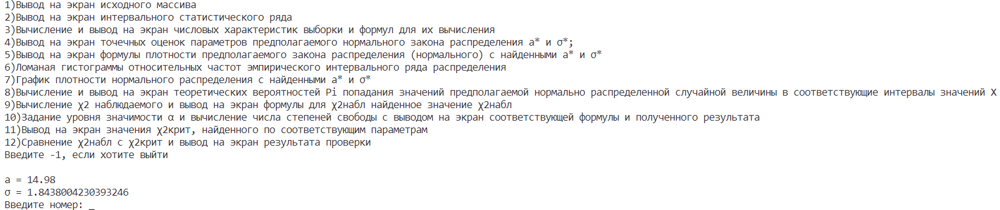 1)Вывод на экран исходного массива
2)Вывод на экран интервального статистического ряда
3)Вычисление и вывод на экран числовых характеристик выборки и формул для их вычисления
4)Вывод на экран точечных оценок параметров предполагаемого нормального закона распределения a* и σ*;
5)Вывод на экран формулы плотности предполагаемого закона распределения (нормального) с найденными a* и σ*
6)Ломаная гистограммы относительных частот эмпирического интервального ряда распределения
7)График плотности нормального распределения с найденными a* и σ*
8)Вычисление и вывод на экран теоретических вероятностей Pi попадания значений предполагаемой нормально распределенной случайной величины в соответствующие интервалы значений X
9)Вычисление χ2 наблюдаемого и вывод на экран формулы для χ2набл найденное значение χ2набл
10)Задание уровня значимости α и вычисление числа степеней свободы с выводом на экран соответствующей формулы и полученного результата
11)Вывод на экран значения χ2крит, найденного по соответствующим параметрам
12)Сравнение χ2набл с χ2крит и вывод на экран результата проверки
Введите -1, если хотите выйти
a = 14.98
σ = 1.8438004230393246
Введите номер: _